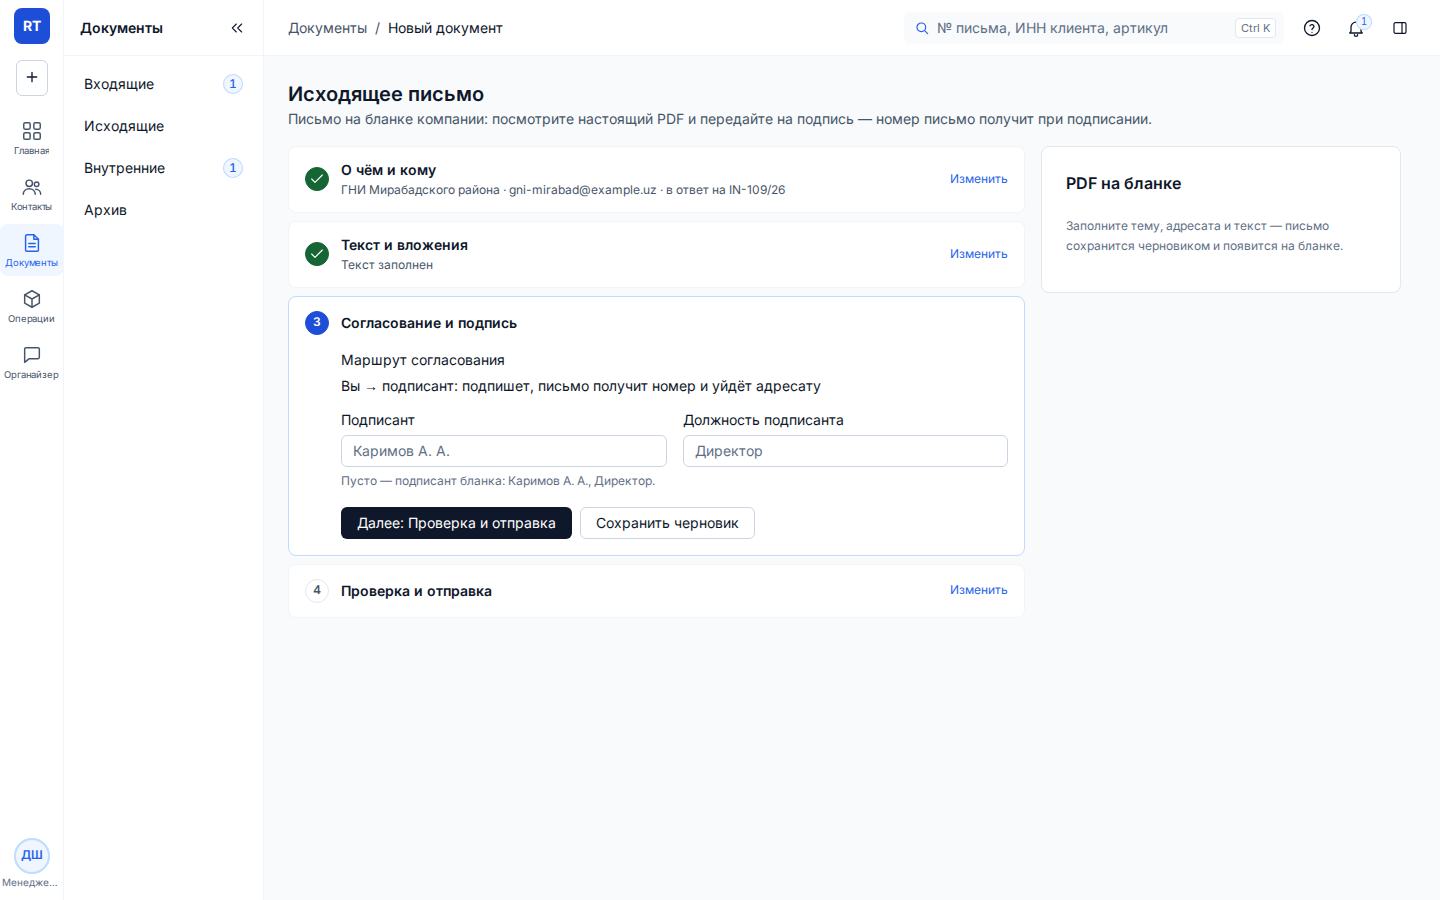 RT
Главная
Контакты
Документы
Операции
Органайзер
ДШ
Менедже...
Документы
Входящие 1
Исходящие
Внутренние 1
Архив
Документы / Новый документ
№ письма, ИНН клиента, артикул Ctrl K
1
Исходящее письмо
Письмо на бланке компании: посмотрите настоящий PDF и передайте на подпись — номер письмо получит при подписании.
О чём и кому
ГНИ Мирабадского района · gni-mirabad@example.uz · в ответ на IN-109/26
Изменить
Текст и вложения
Текст заполнен
Изменить
3 Согласование и подпись
Маршрут согласования
Вы → подписант: подпишет, письмо получит номер и уйдёт адресату
Подписант Должность подписанта
Каримов А. А. Директор
Пусто — подписант бланка: Каримов А. А., Директор.
Далее: Проверка и отправка Сохранить черновик
4 Проверка и отправка Изменить
PDF на бланке
Заполните тему, адресата и текст — письмо
сохранится черновиком и появится на бланке.